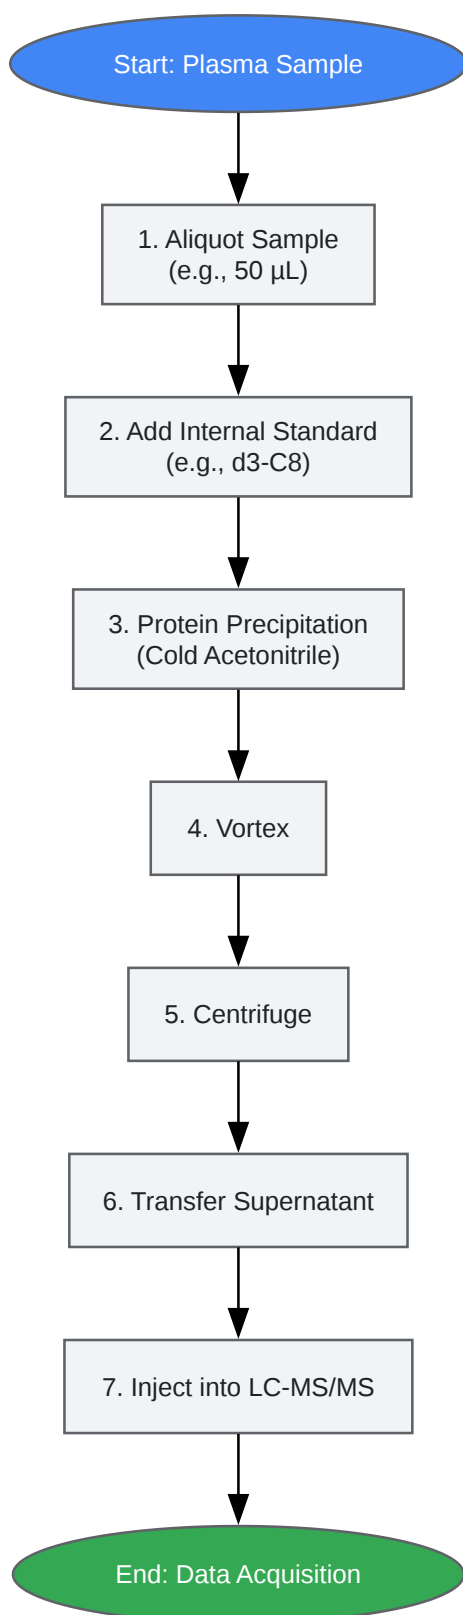 Start: Plasma Sample
1. Aliquot Sample
(e.g., 50 µL)
2. Add Internal Standard
(e.g., d3-C8)
3. Protein Precipitation
(Cold Acetonitrile)
4. Vortex
5. Centrifuge
6. Transfer Supernatant
7. Inject into LC-MS/MS
End: Data Acquisition